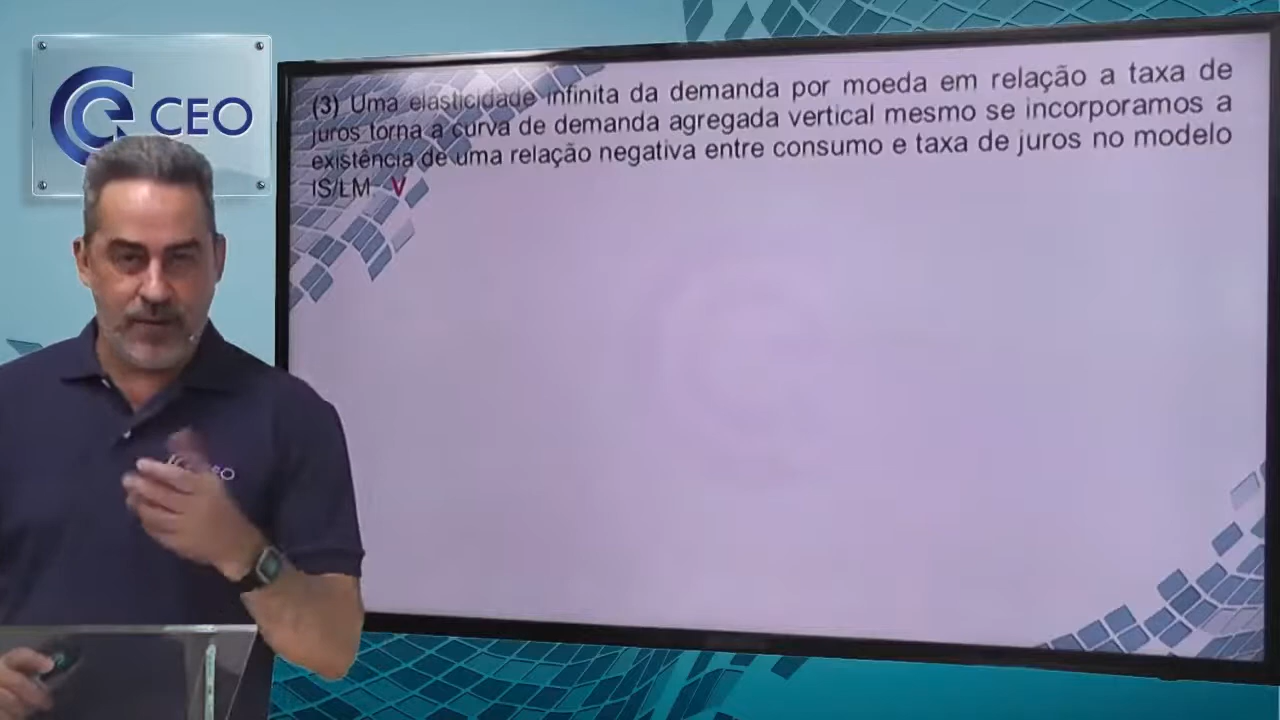 CEO
(3) Uma elasticidade infinita da demanda por moeda em relação a taxa de
juros torna a curva de demanda agregada vertical mesmo se incorporamos a
existência de uma relação negativa entre consumo e taxa de juros no modelo
IS/LM V